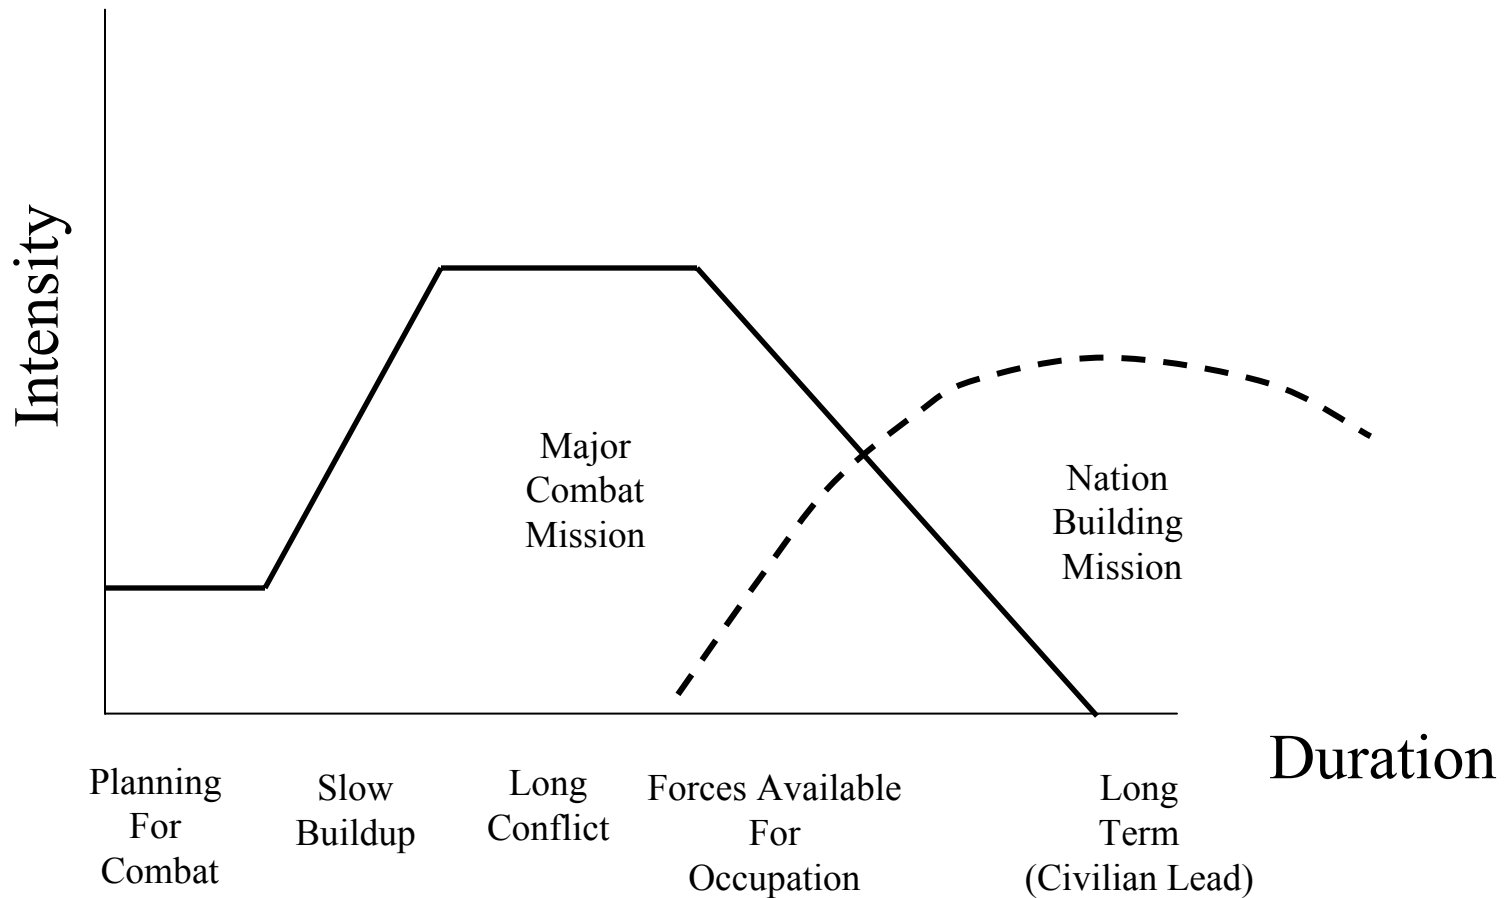 Intensity
Major
Combat
Mission
Nation
Building
Mission
Duration
Planning
For
Combat
Slow
Buildup
Long
Conflict
Forces Available
For
Occupation
Long
Term
(Civilian Lead)